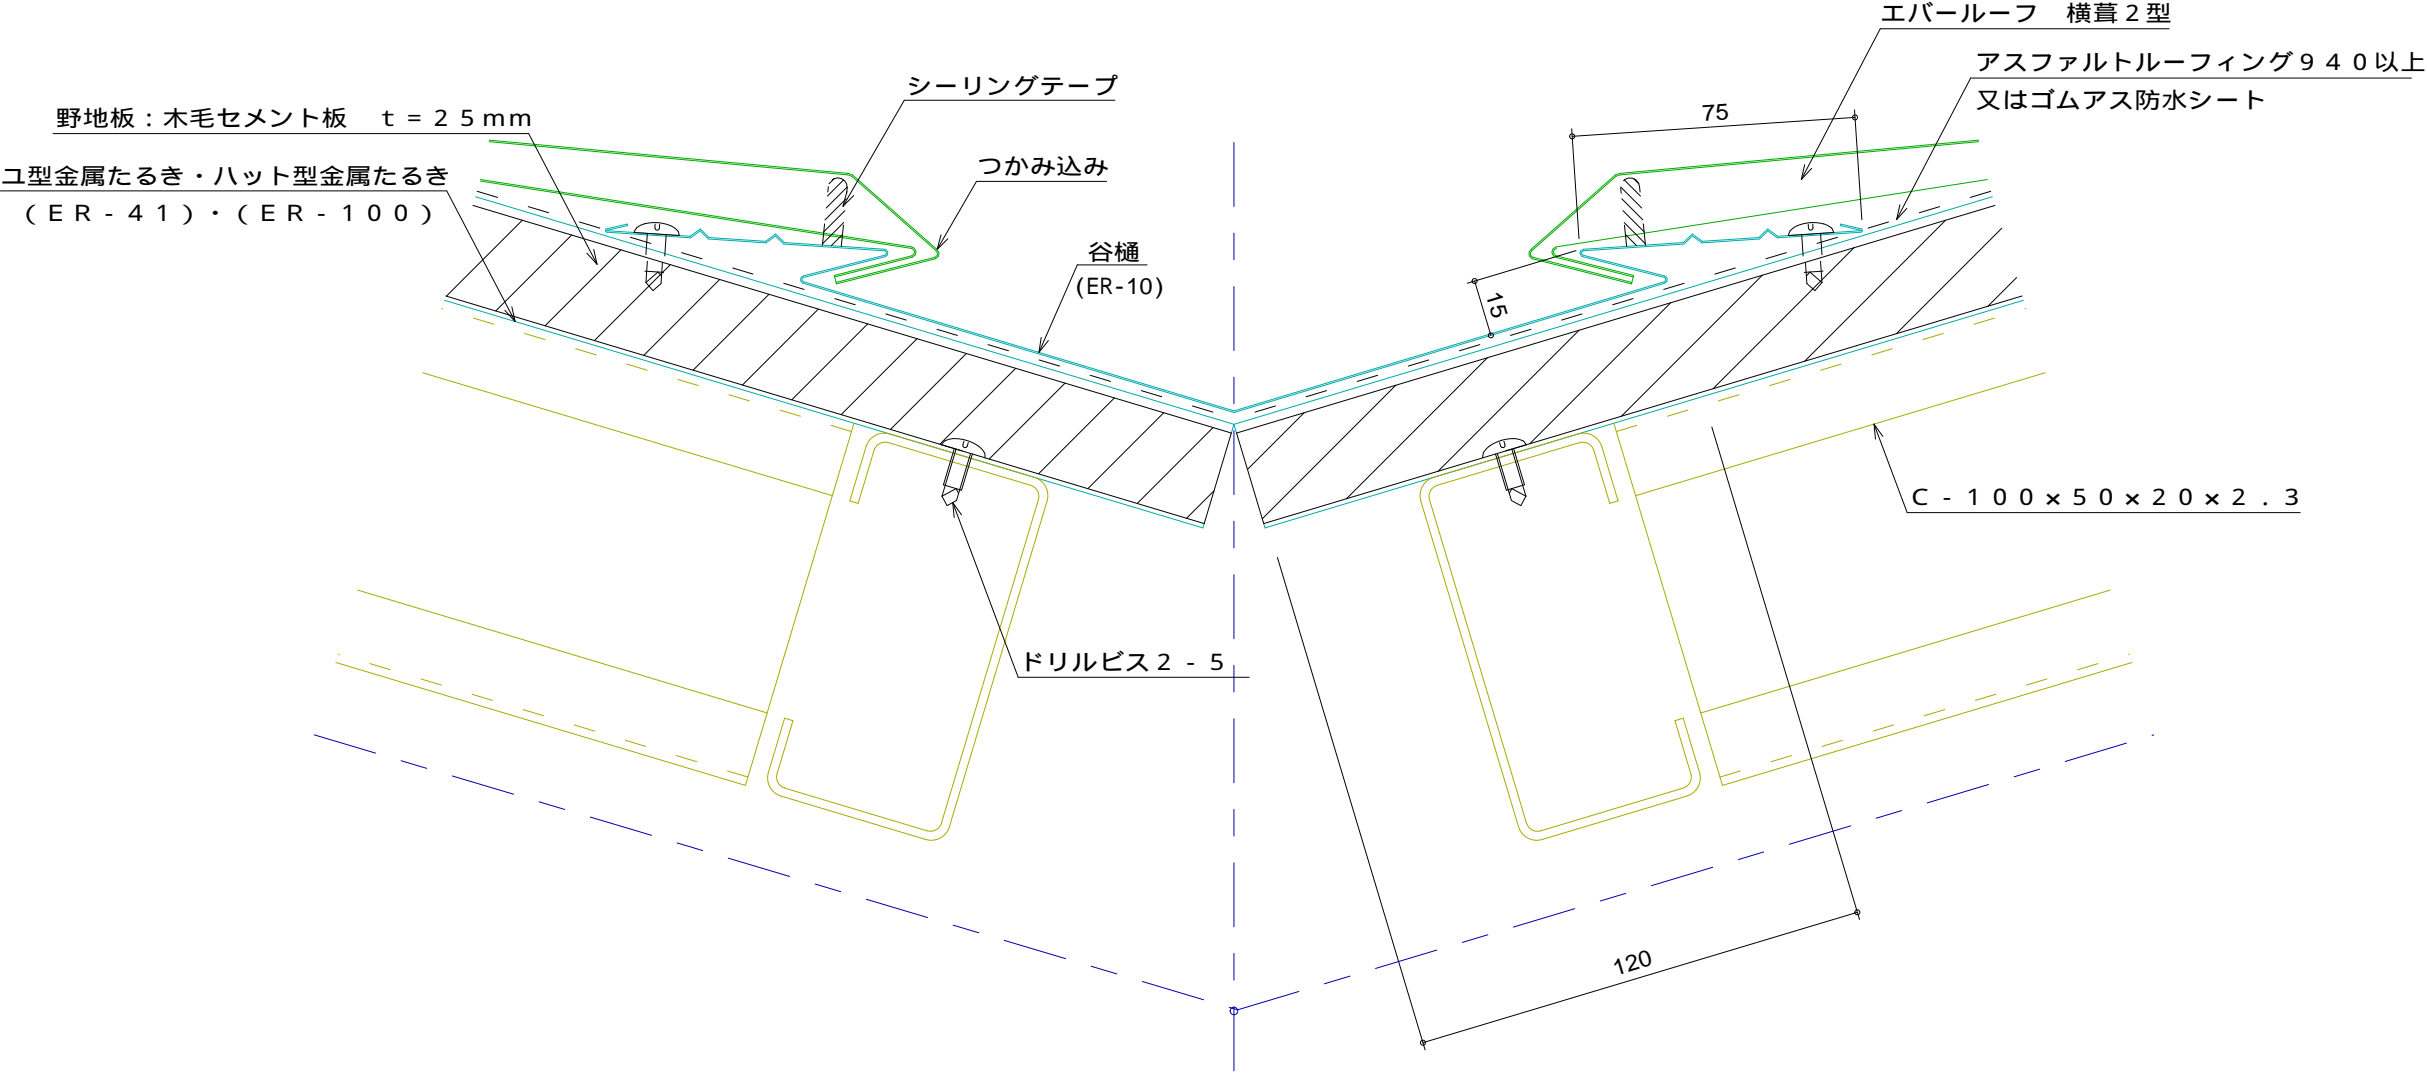 エバールーフ　横葺２型
アスファルトルーフィング９４０以上
又はゴムアス防水シート
シーリングテープ
75
野地板：木毛セメント板　ｔ＝２５ｍｍ
つかみ込み
ユ型金属たるき・ハット型金属たるき
（ＥＲ－４１）・（ＥＲ－１００）
谷樋
(ER-10)
15
Ｃ－１００×５０×２０×２．３
ドリルビス２－５
120